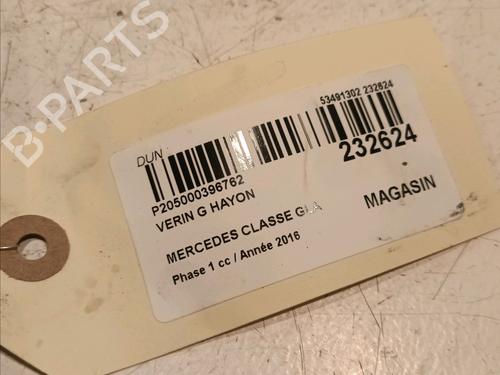 B-PARTS
DUN
53491302 232624
232624
P205000396762
VERIN G HAYON
MAGASIN
MERCEDES CLASSE GLA
Phase 1 cc / Année 2016